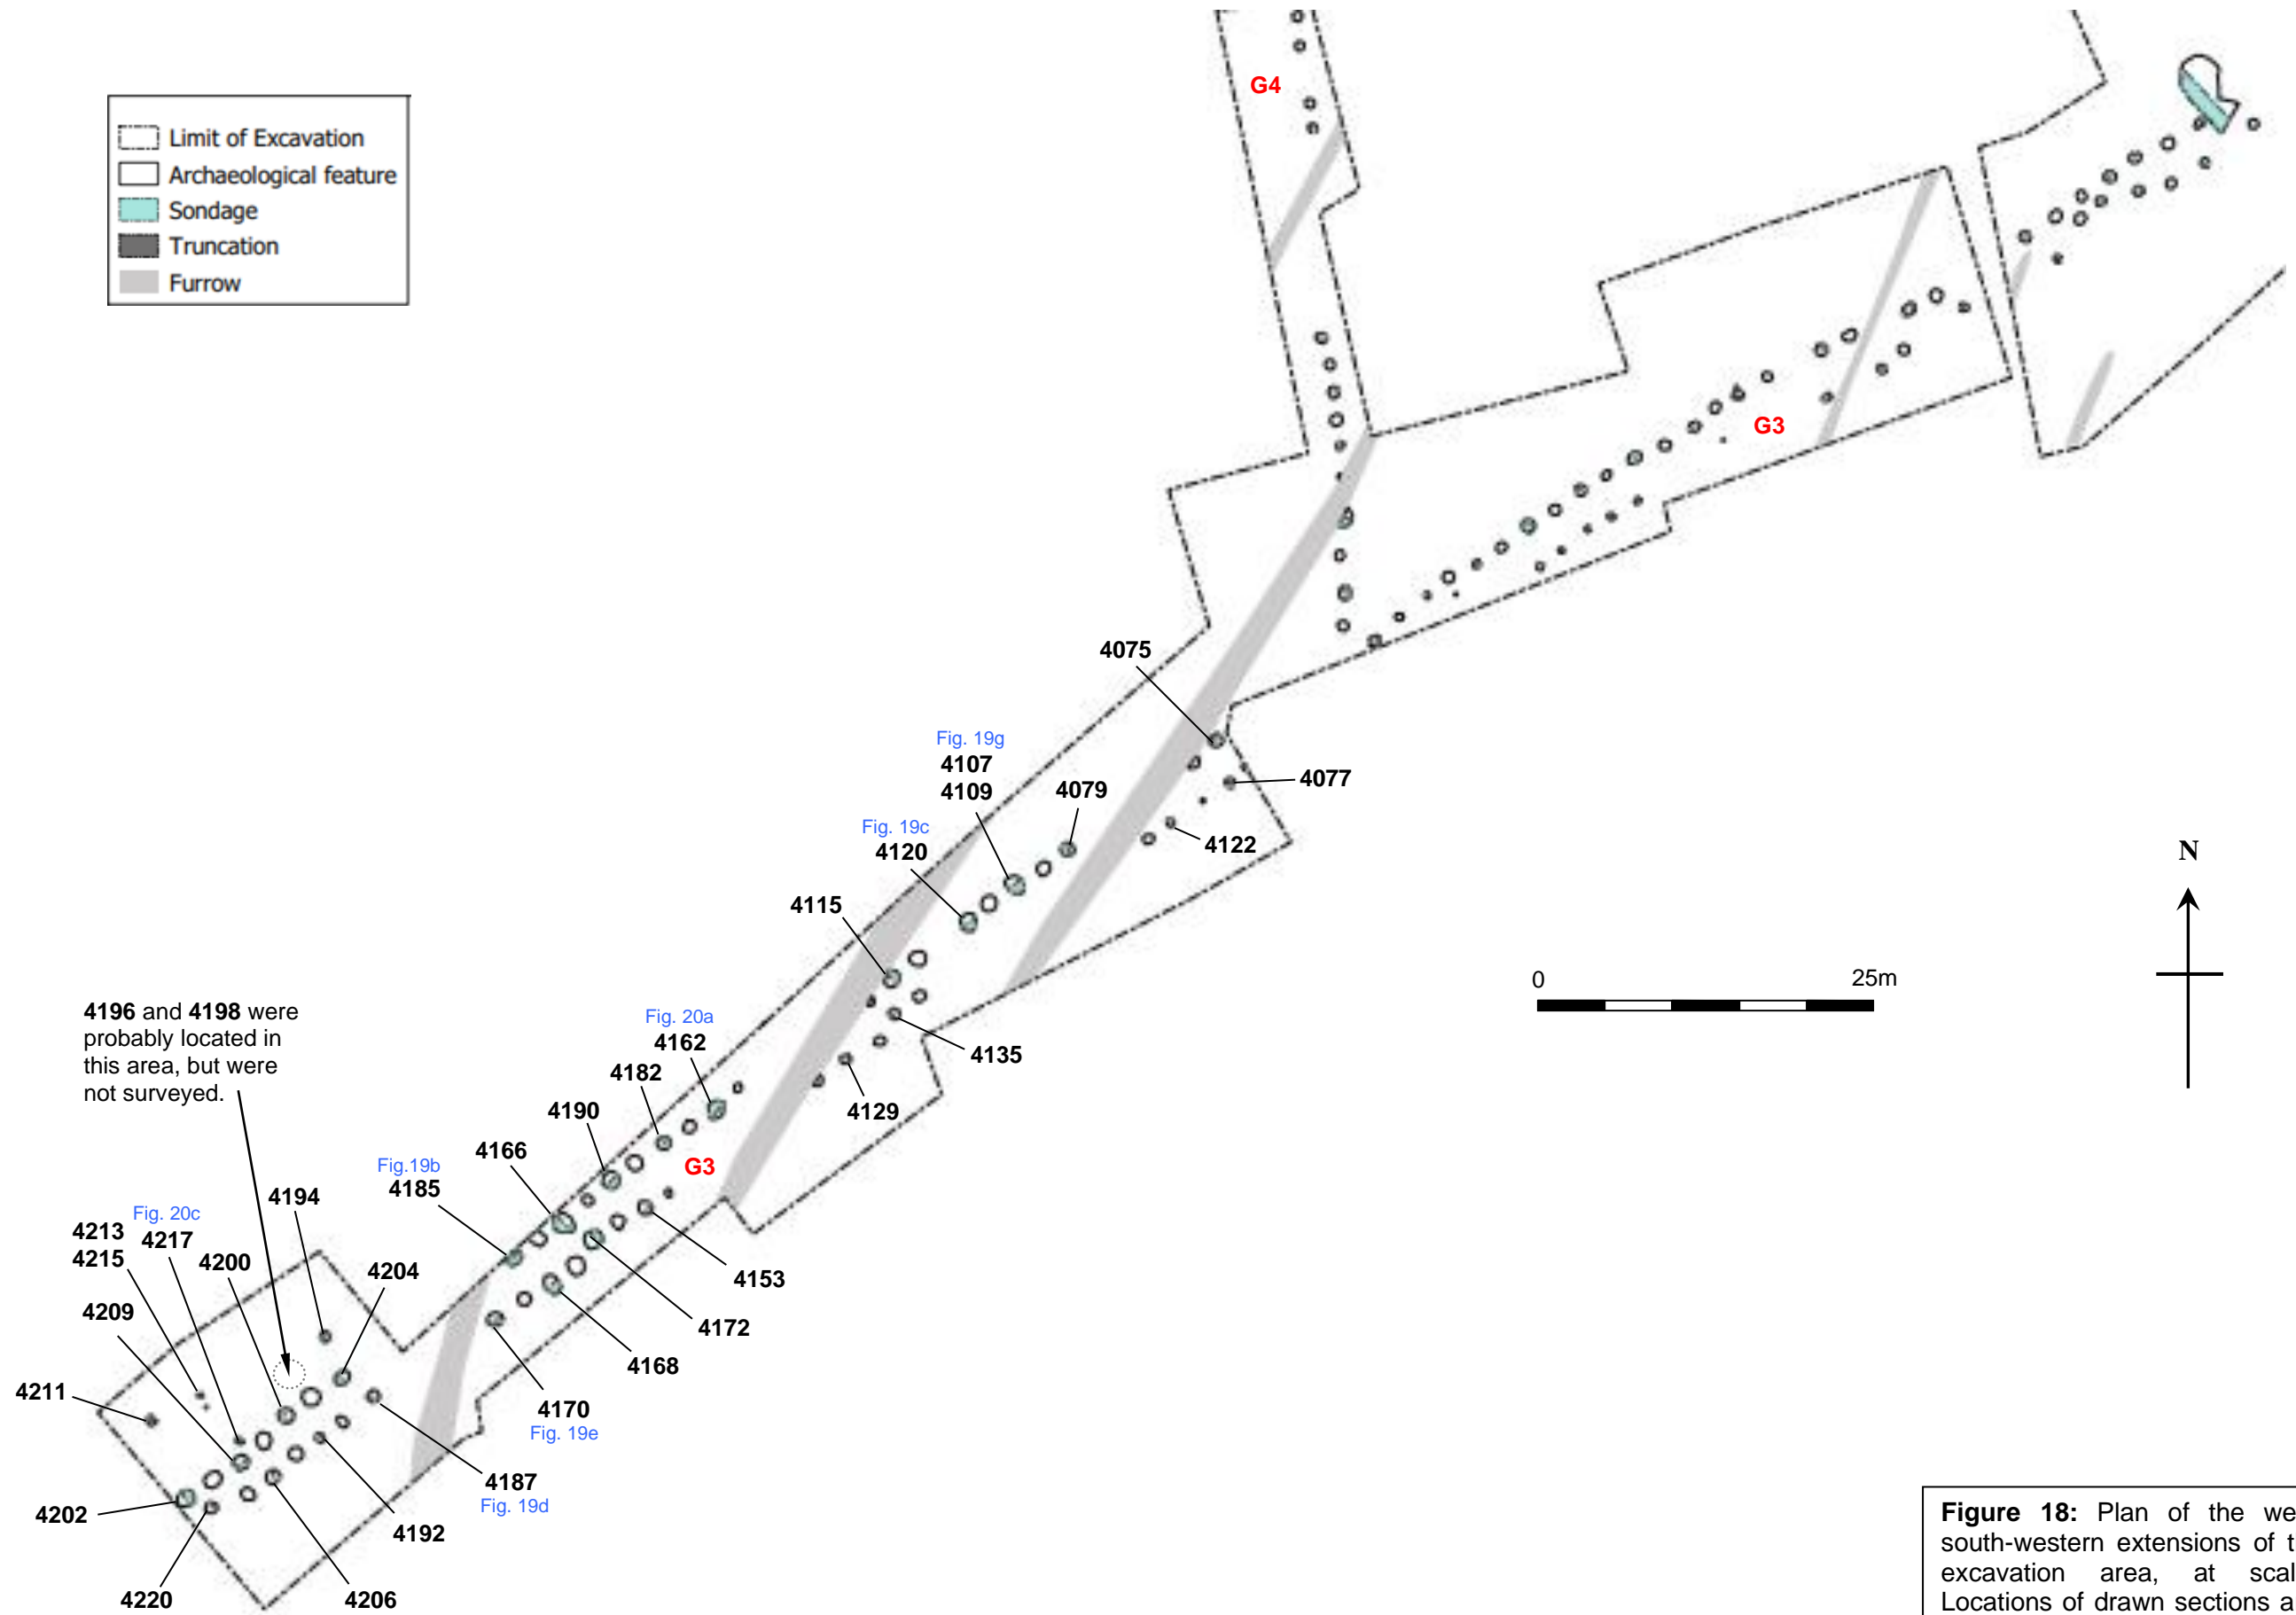 G4
Limit of Excavation
Archaeological feature
Sondage
Truncation
Furrow
G3
4075
Fig. 19g
4107
4109
4079
4077
Fig. 19c
4120
4122
4115
N
0 25m
4196 and 4198 were
probably located in
this area, but were
not surveyed.
Fig. 20a
4162
4135
4182
4129
4190
4166
G3
Fig.19b
4185
4194
Fig. 20c
4213
4217
4215
4200
4204
4153
4209
4172
4168
4211
4170
Fig. 19e
4187
Fig. 19d
4202
4192
4220
4206
Figure 18: Plan of the we
south-western extensions of t
excavation area, at scal
Locations of drawn sections a